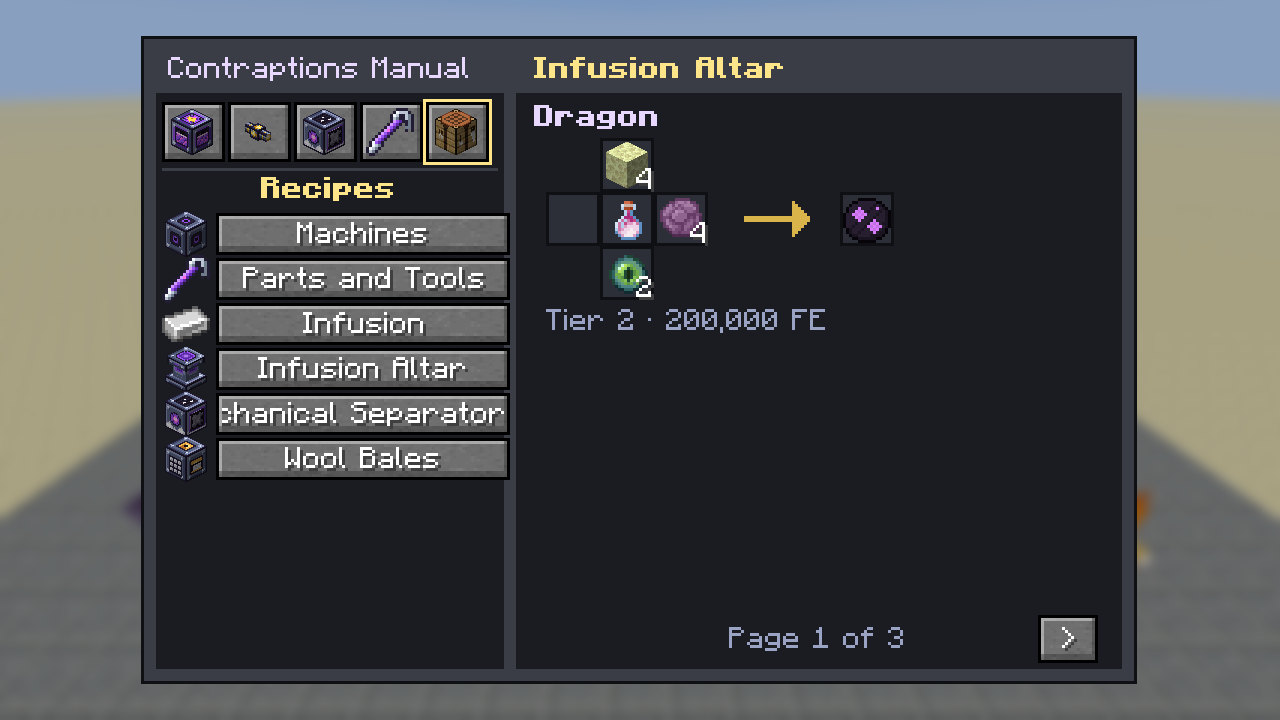 Contraptions Manual
Recipes
Machines
Parts and Tools
Infusion
Infusion Altar
chanical Separator
Wool Bales
Infusion Altar
Dragon
4
4
2
Tier 2 · 200,000 FE
Page 1 of 3
>